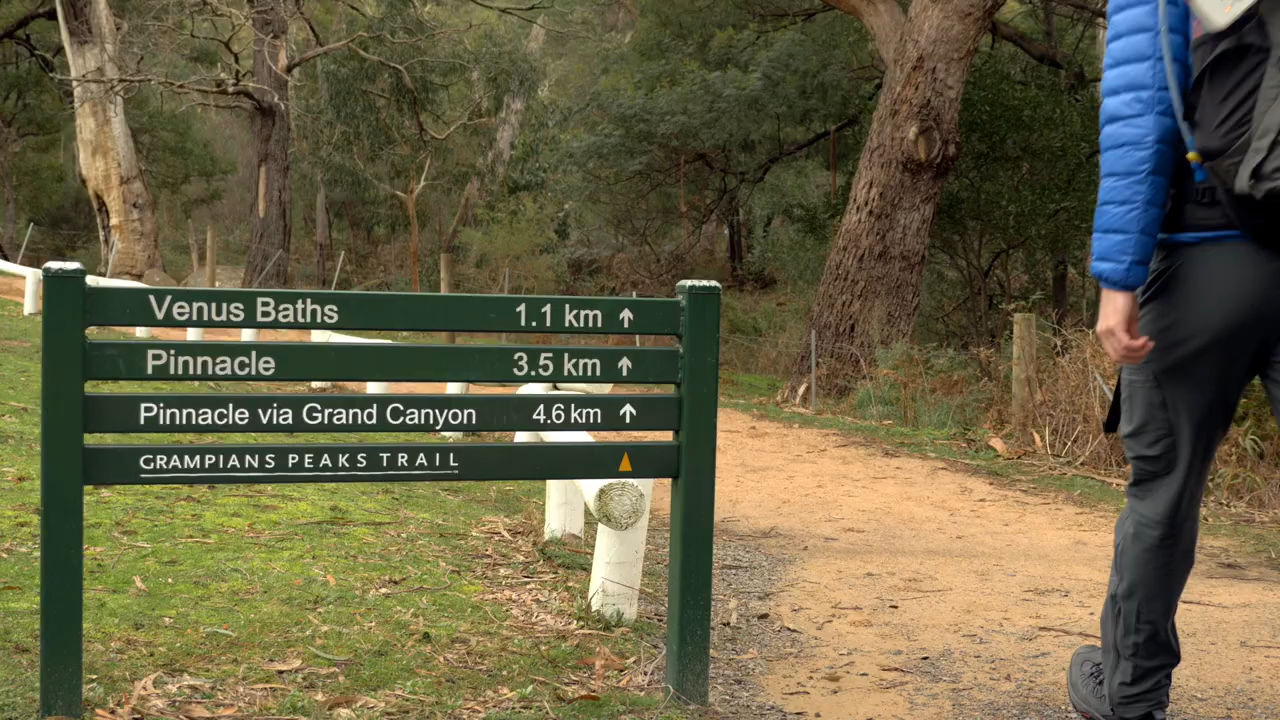 Venus Baths 1.1 km ↑
Pinnacle 3.5 km ↑
Pinnacle via Grand Canyon 4.6 km ↑
GRAMPIANS PEAKS TRAIL